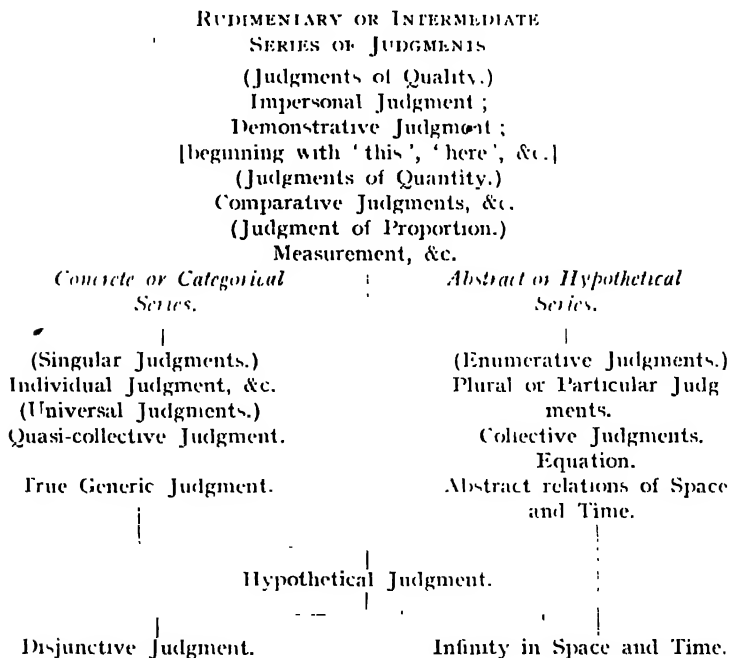 RUDIMENTARY OR INTERMEDIATE
SERIES OF JUDGMENTS
(Judgments of Quality.)
Impersonal Judgment ;
Demonstrative Judgment ;
[beginning with ‘ this ’, ‘ here ’, &c.]
(Judgments of Quantity.)
Comparative Judgments, &c.
(Judgment of Proportion.)
Measurement, &c.
Concrete or Categorical
Series.
(Singular Judgments.)
Individual Judgment, &c.
(Universal Judgments.)
Quasi-collective Judgment.
True Generic Judgment.
Abstract or Hypothetical
Series.
(Enumerative Judgments.)
Plural or Particular Judg
ments.
Collective Judgments.
Equation.
Abstract relations of Space
and Time.
Hypothetical Judgment.
Disjunctive Judgment.
Infinity in Space and Time.